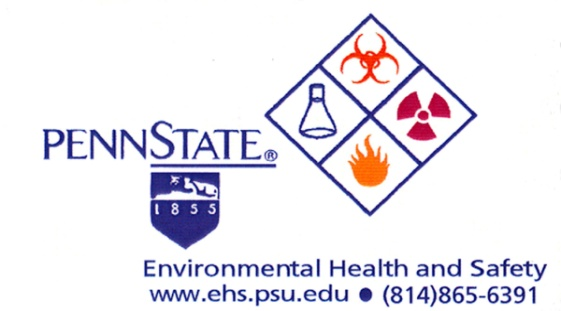 PENNSTATE®
1855
Environmental Health and Safety
www.ehs.psu.edu ● (814)865-6391